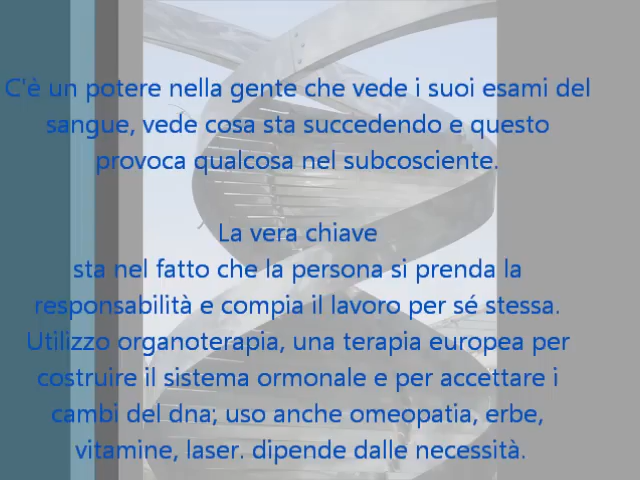 C'è un potere nella gente che vede i suoi esami del
sangue, vede cosa sta succedendo e questo
provoca qualcosa nel subcosciente.
La vera chiave
sta nel fatto che la persona si prenda la
responsabilità e compia il lavoro per sé stessa.
Utilizzo organoterapia, una terapia europea per
costruire il sistema ormonale e per accettare i
cambi del dna; uso anche omeopatia, erbe,
vitamine, laser. dipende dalle necessità.